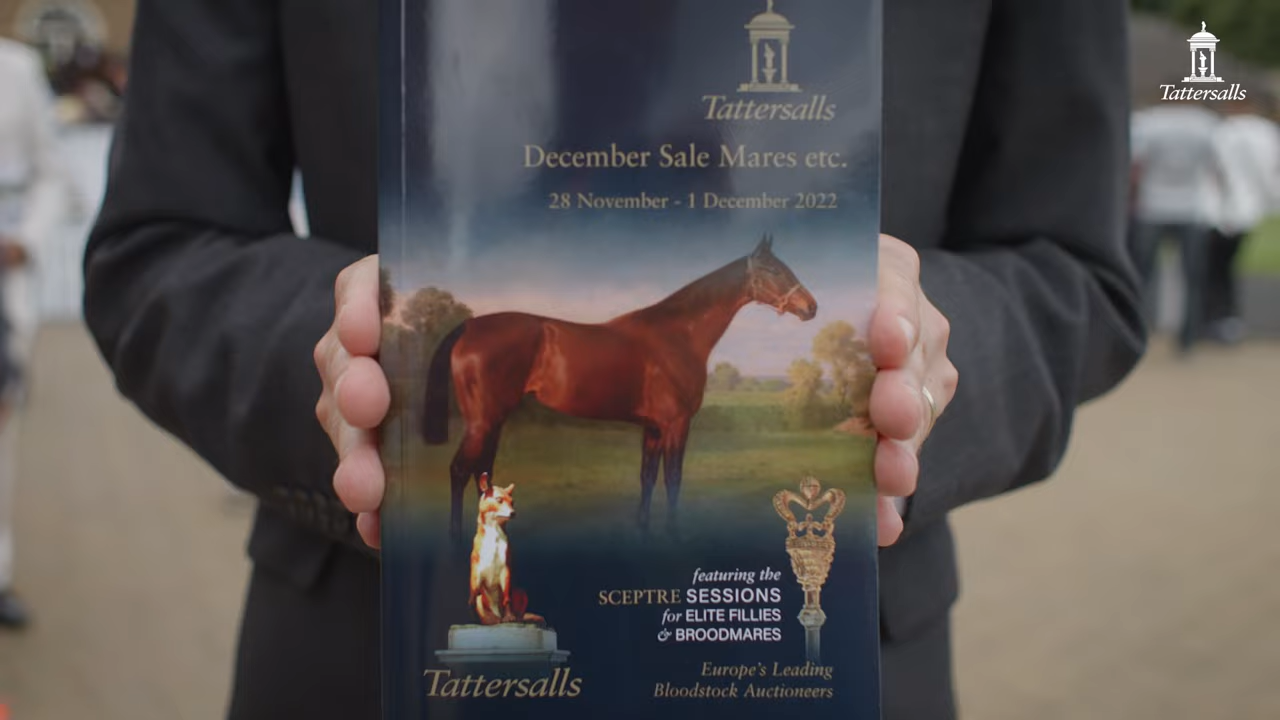 Tattersalls
Tattersalls
December Sale Mares etc.
28 November - 1 December 2022
featuring the
SCEPTRE SESSIONS
for ELITE FILLIES
& BROODMARES
Tattersalls
Europe's Leading
Bloodstock Auctioneers